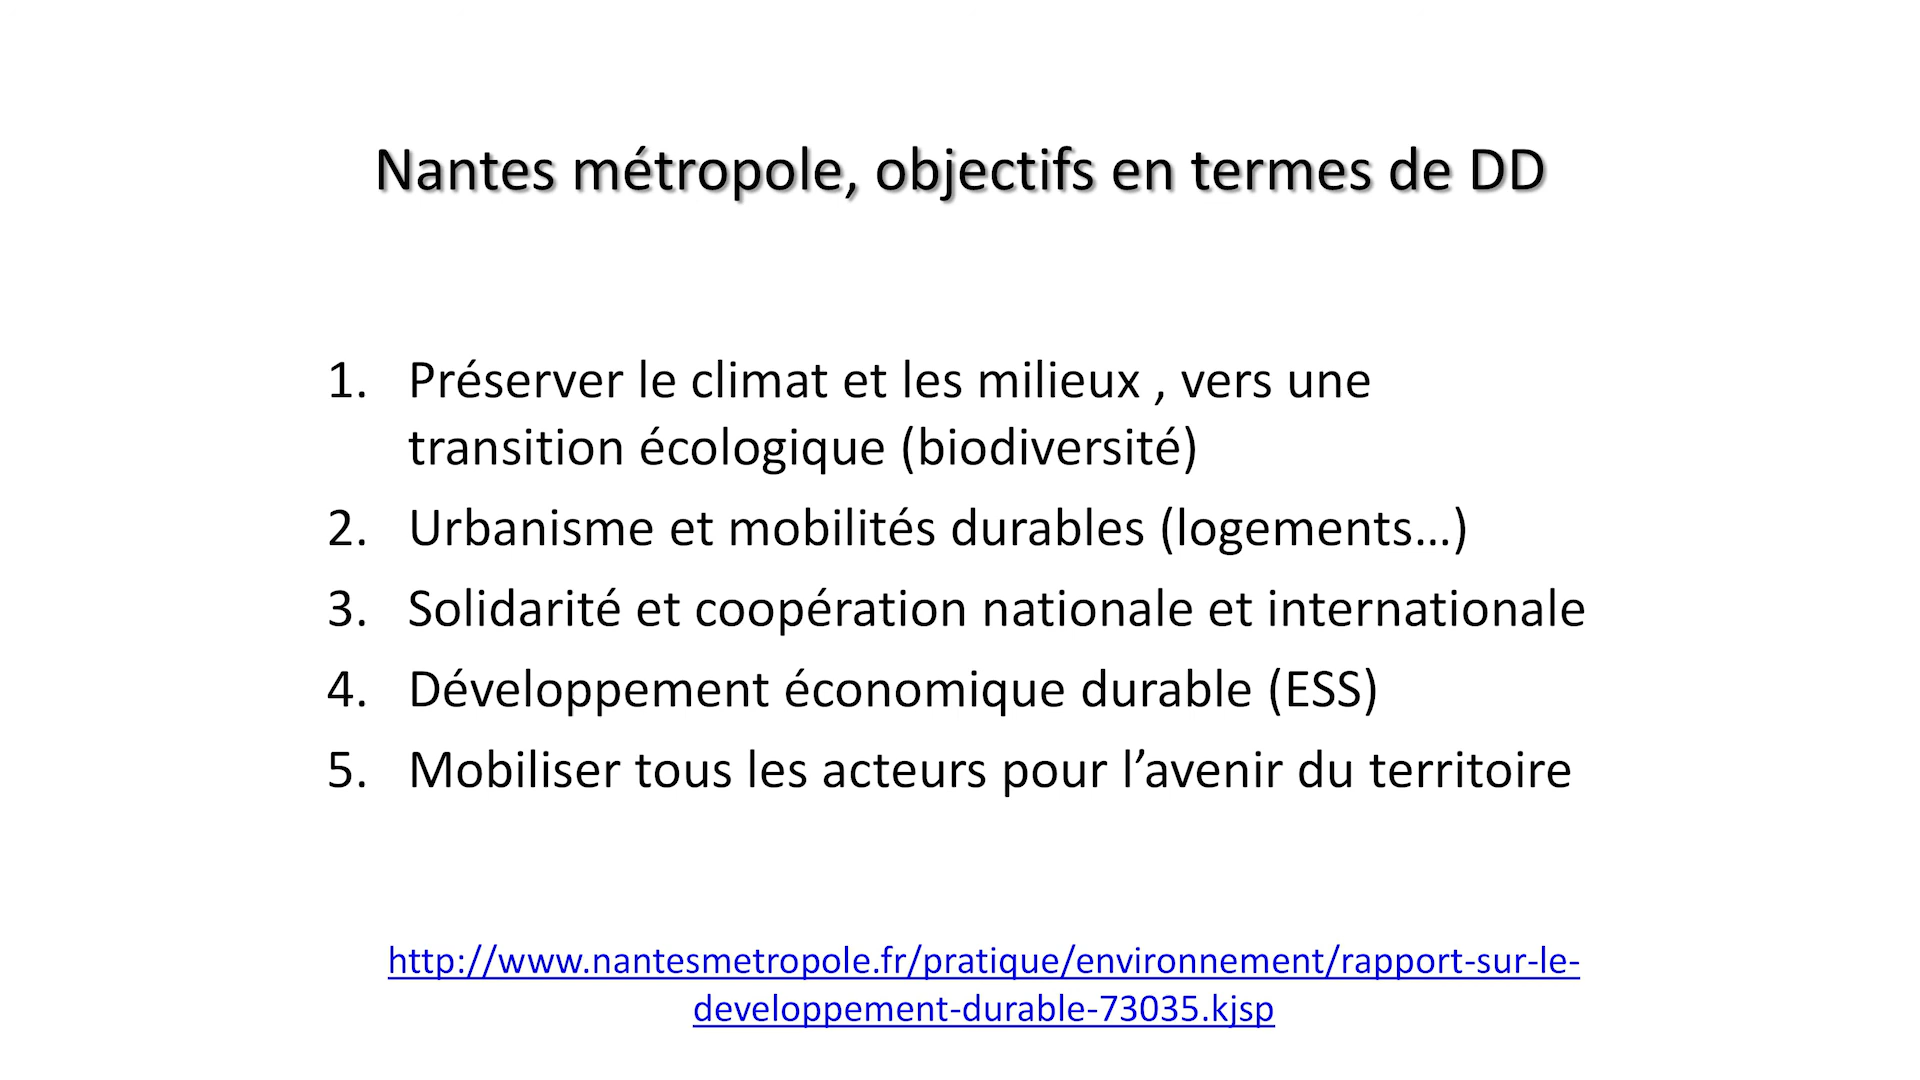 Nantes métropole, objectifs en termes de DD
1. Préserver le climat et les milieux , vers une
transition écologique (biodiversité)
2. Urbanisme et mobilités durables (logements…)
3. Solidarité et coopération nationale et internationale
4. Développement économique durable (ESS)
5. Mobiliser tous les acteurs pour l’avenir du territoire
http://www.nantesmetropole.fr/pratique/environnement/rapport-sur-le-
developpement-durable-73035.kjsp